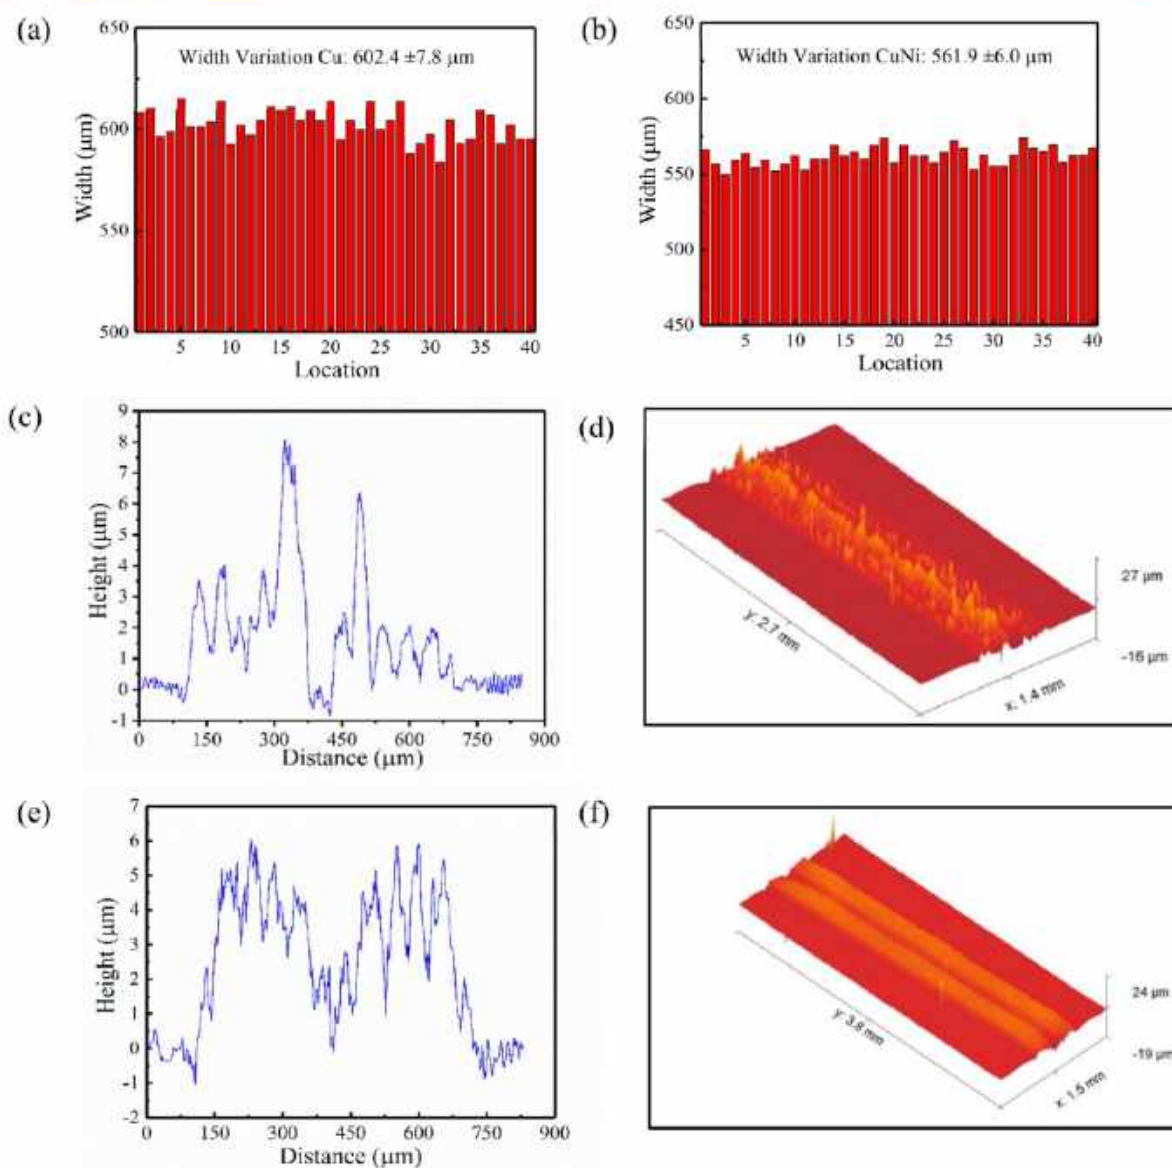 (a)
Width Variation Cu: 602.4 ±7.8 μm
650
600
550
500
Width (μm)
5 10 15 20 25 30 35 40
Location
(b)
Width Variation CuNi: 561.9 ±6.0 μm
650
600
550
500
450
Width (μm)
5 10 15 20 25 30 35 40
Location
(c)
9
8
7
6
5
4
3
2
1
0
-1
Height (μm)
0 150 300 450 600 750 900
Distance (μm)
(d)
27 μm
-16 μm
y: 2.7 mm
x: 1.4 mm
(e)
7
6
5
4
3
2
1
0
-1
-2
Height (μm)
0 150 300 450 600 750 900
Distance (μm)
(f)
24 μm
-19 μm
y: 3.8 mm
x: 1.5 mm